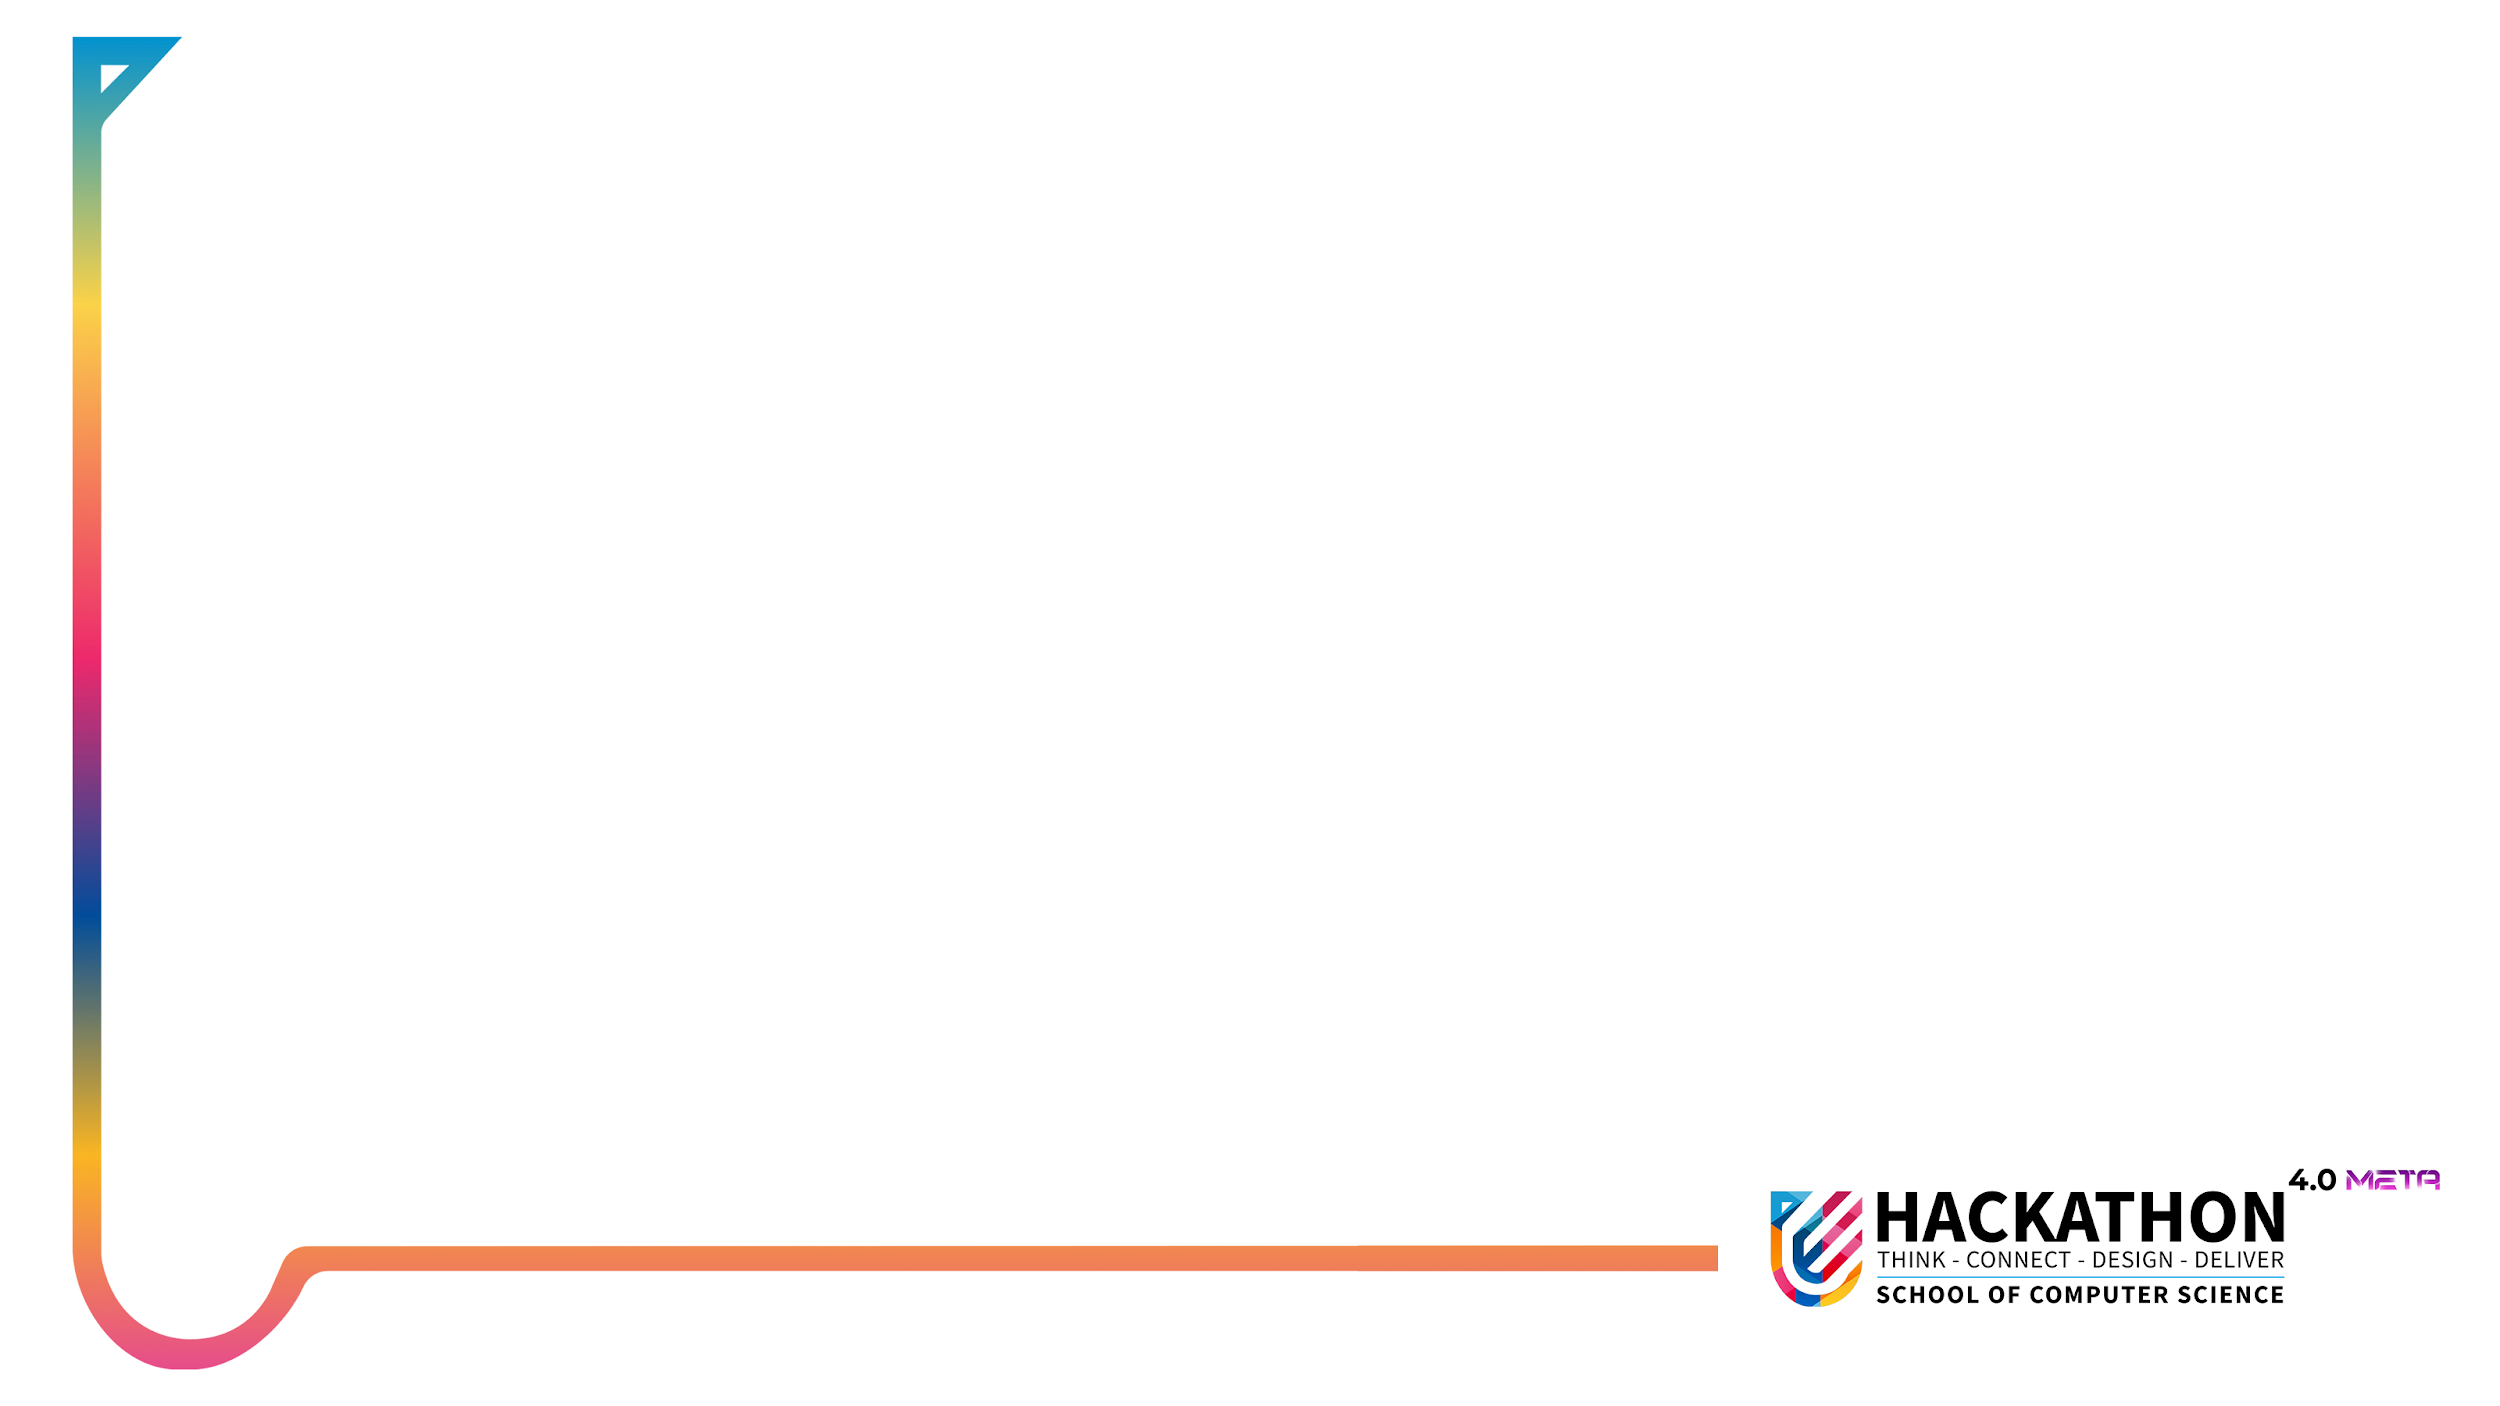 4.0 META
HACKATHON
THINK - CONNECT - DESIGN - DELIVER
SCHOOL OF COMPUTER SCIENCE